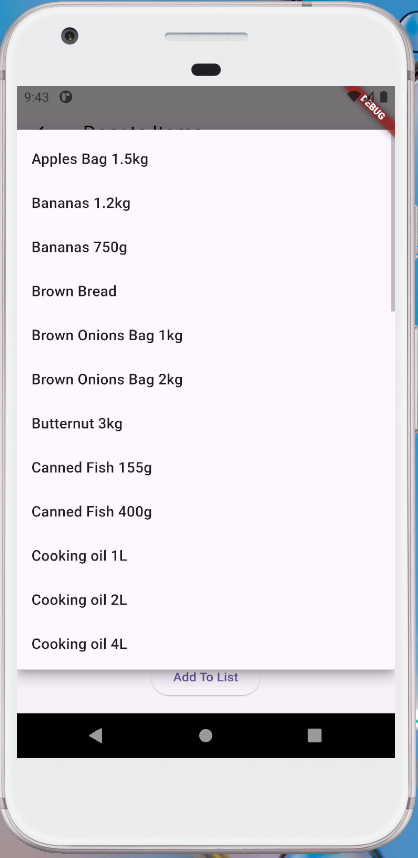 9:43
DEBUG
Donate Items
Apples Bag 1.5kg
Bananas 1.2kg
Bananas 750g
Brown Bread
Brown Onions Bag 1kg
Brown Onions Bag 2kg
Butternut 3kg
Canned Fish 155g
Canned Fish 400g
Cooking oil 1L
Cooking oil 2L
Cooking oil 4L
Add To List